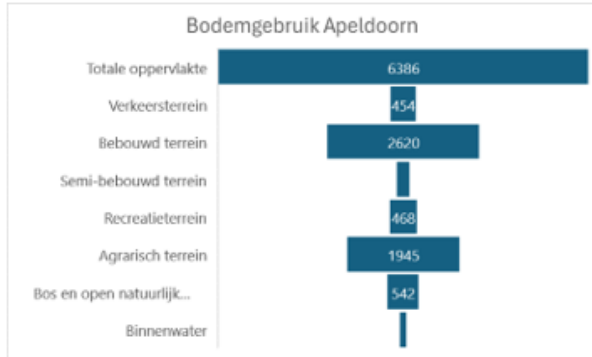 Bodemgebruik Apeldoorn
Totale oppervlakte 6386
Verkeersterrein 454
Bebouwd terrein 2620
Semi-bebouwd terrein
Recreatieterrein 468
Agrarisch terrein 1945
Bos en open natuurlijk... 542
Binnenwater